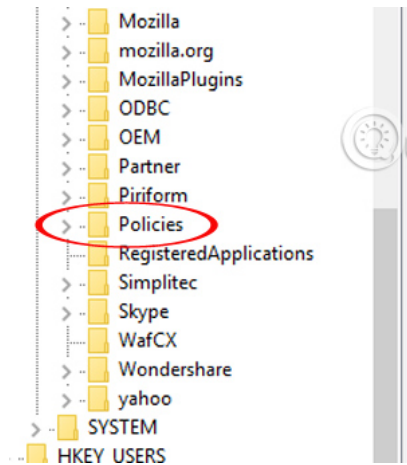 Mozilla
mozilla.org
MozillaPlugins
ODBC
OEM
Partner
Piriform
Policies
RegisteredApplications
Simplitec
Skype
WafCX
Wondershare
yahoo
SYSTEM
HKEY_USERS